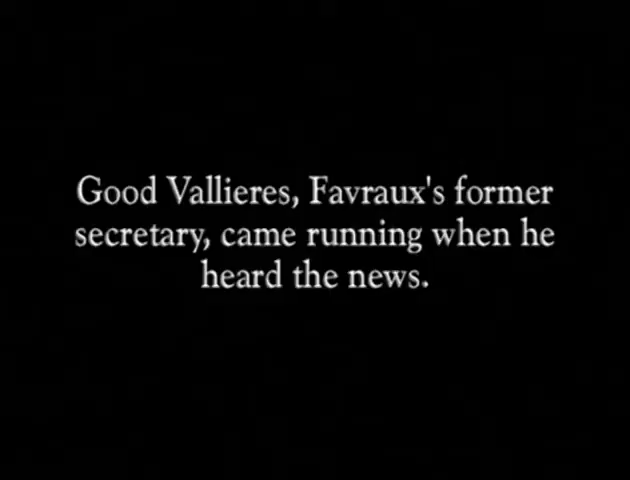 Good Vallieres, Favraux's former
secretary, came running when he
heard the news.